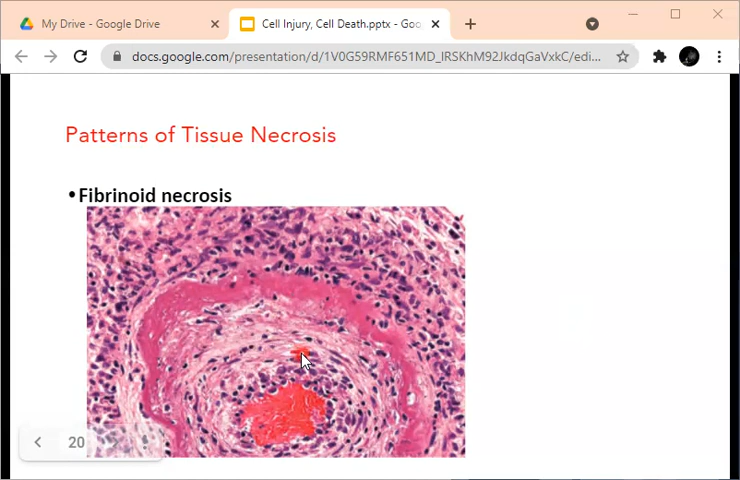 My Drive - Google Drive
Cell Injury, Cell Death.pptx - Goo
docs.google.com/presentation/d/1V0G59RMF651MD_lRSKhM92JkdqGaVxkC/edi...
Patterns of Tissue Necrosis
•Fibrinoid necrosis
20